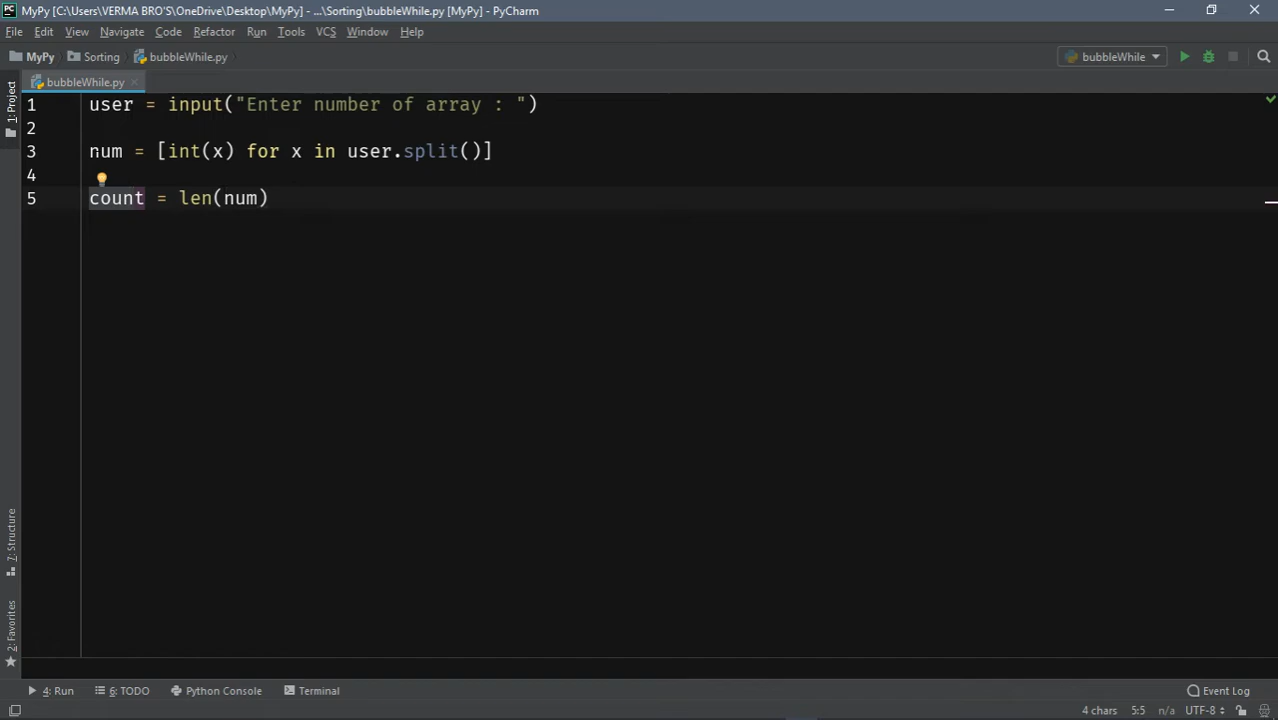 PC MyPy [C:\Users\VERMA BRO'S\OneDrive\Desktop\MyPy] - ...\Sorting\bubbleWhile.py [MyPy] - PyCharm
File Edit View Navigate Code Refactor Run Tools VCS Window Help
MyPy Sorting bubbleWhile.py bubbleWhile
bubbleWhile.py
1 user = input("Enter number of array : ")
2
3 num = [int(x) for x in user.split()]
4
5 count = len(num)
1: Project
7: Structure
2: Favorites
4: Run 6: TODO Python Console Terminal Event Log
4 chars 5:5 n/a UTF-8